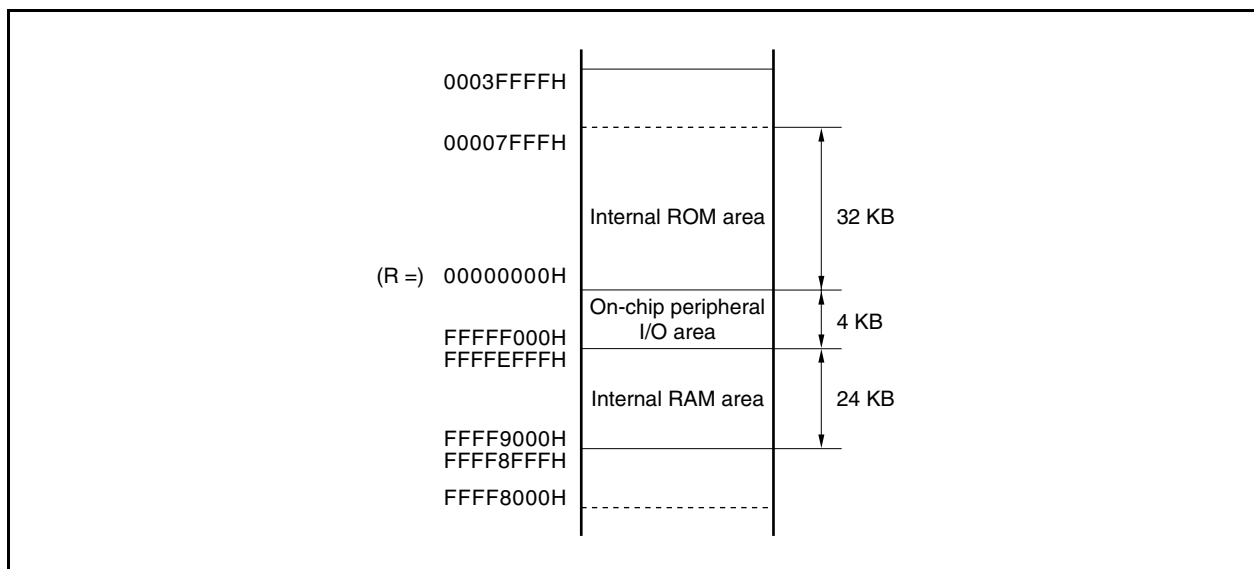 0003FFFFH
00007FFFH
Internal ROM area
32 KB
(R =) 00000000H
On-chip peripheral
I/O area
4 KB
FFFFF000H
FFFFEFFFH
Internal RAM area
24 KB
FFFF9000H
FFFF8FFFH
FFFF8000H